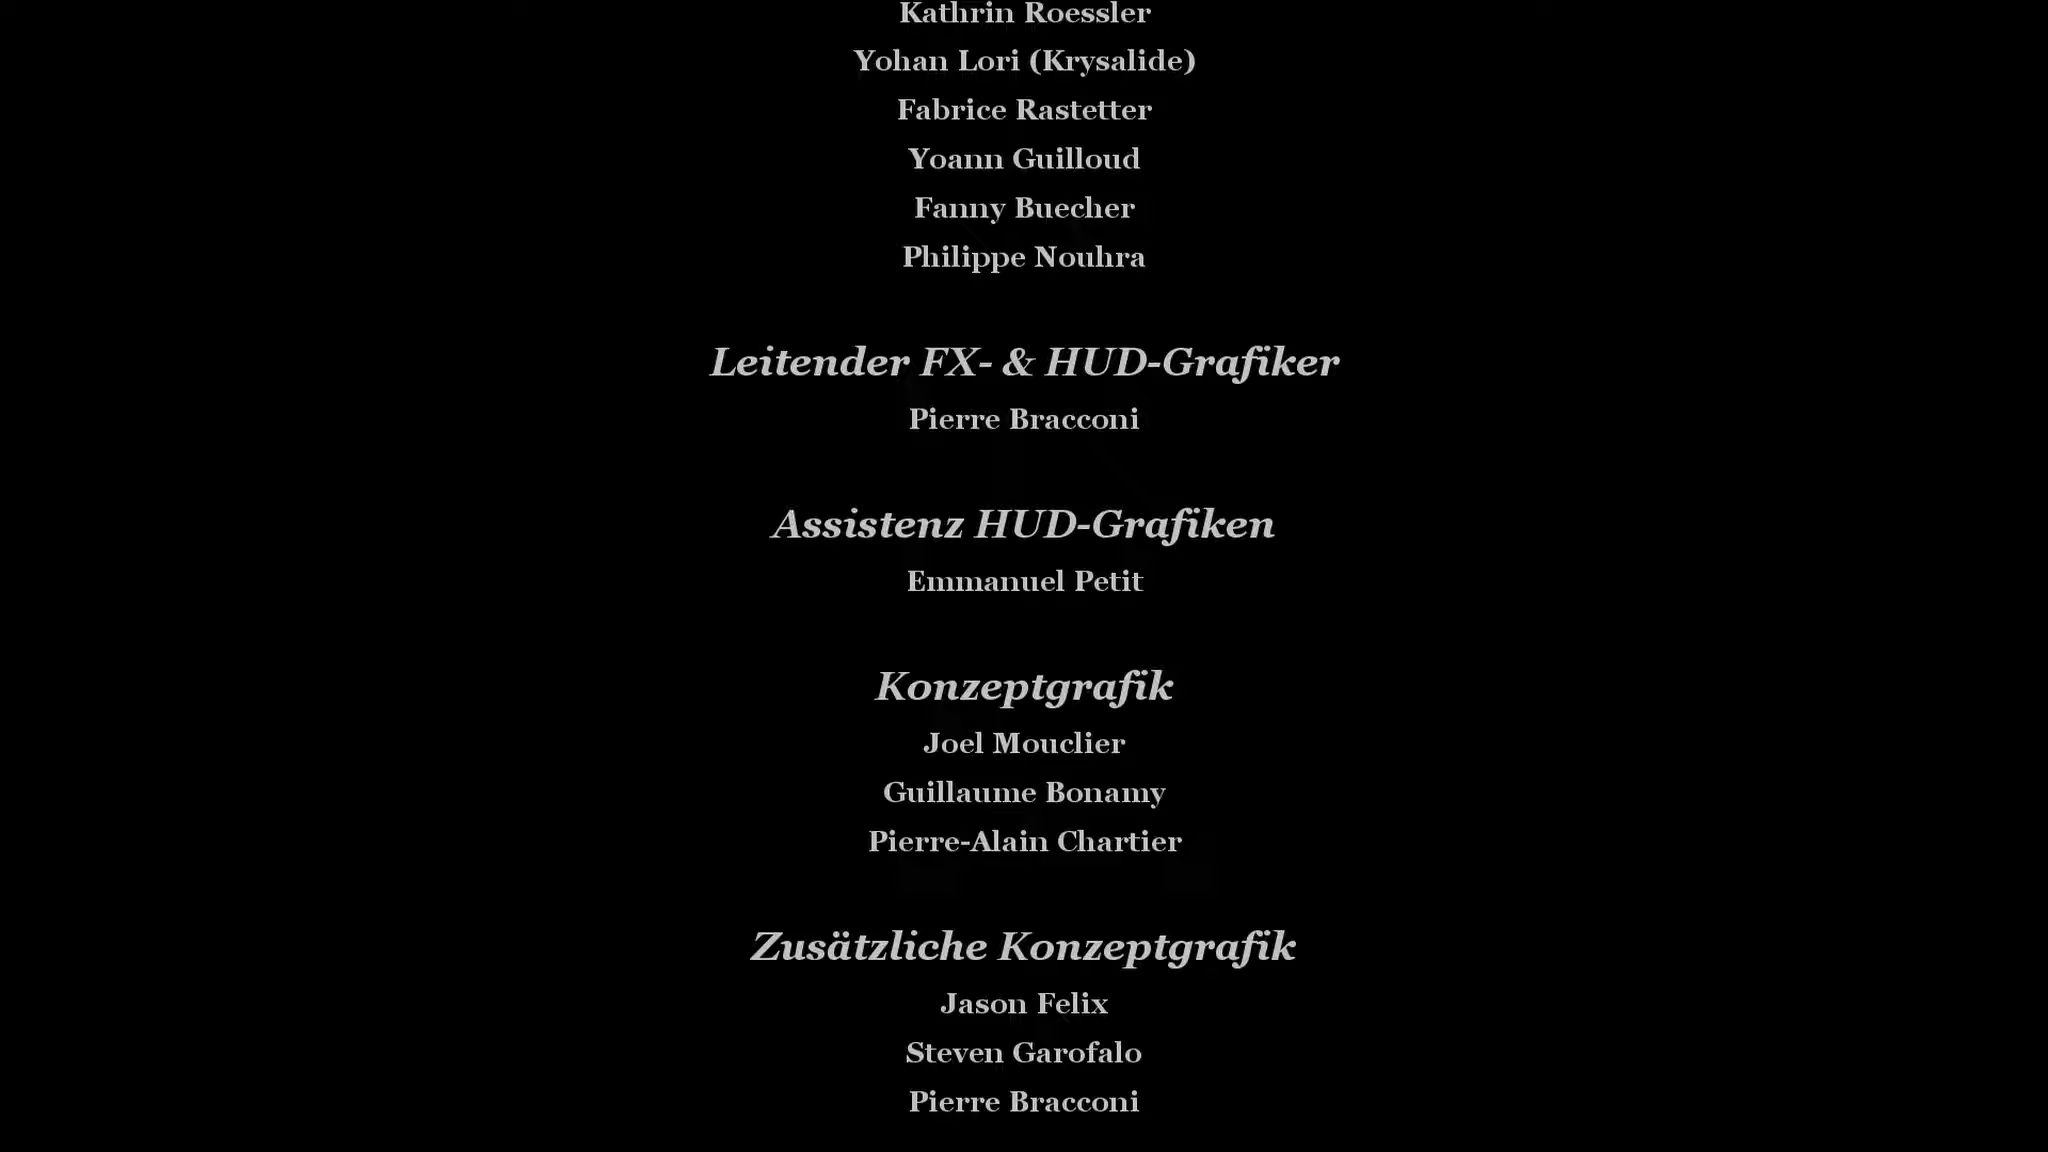 Kathrin Roessler
Yohan Lori (Krysalide)
Fabrice Rastetter
Yoann Guilloud
Fanny Buecher
Philippe Nouhra
Leitender FX- & HUD-Grafiker
Pierre Bracconi
Assistenz HUD-Grafiken
Emmanuel Petit
Konzeptgrafik
Joel Mouclier
Guillaume Bonamy
Pierre-Alain Chartier
Zusätzliche Konzeptgrafik
Jason Felix
Steven Garofalo
Pierre Bracconi